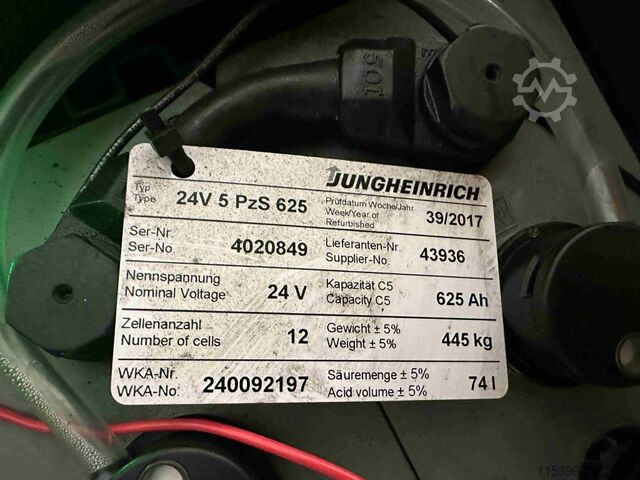 501
JUNGHEINRICH
Typ
Type
24V 5 PzS 625
Prüfdatum Woche/Jahr
Week/Year of
Refurbished
39/2017
Ser-Nr.
Ser-No.
4020849
Lieferanten-Nr.
Supplier-No.
43936
Nennspannung
Nominal Voltage
24 V
Kapazität C5
Capacity C5
625 Ah
Zellenanzahl
Number of cells
12
Gewicht ± 5%
Weight ± 5%
445 kg
WKA-Nr.
WKA-No.
240092197
Säuremenge ± 5%
Acid volume ± 5%
74 l